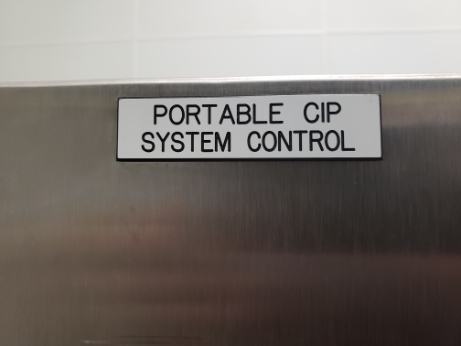 PORTABLE CIP
SYSTEM CONTROL